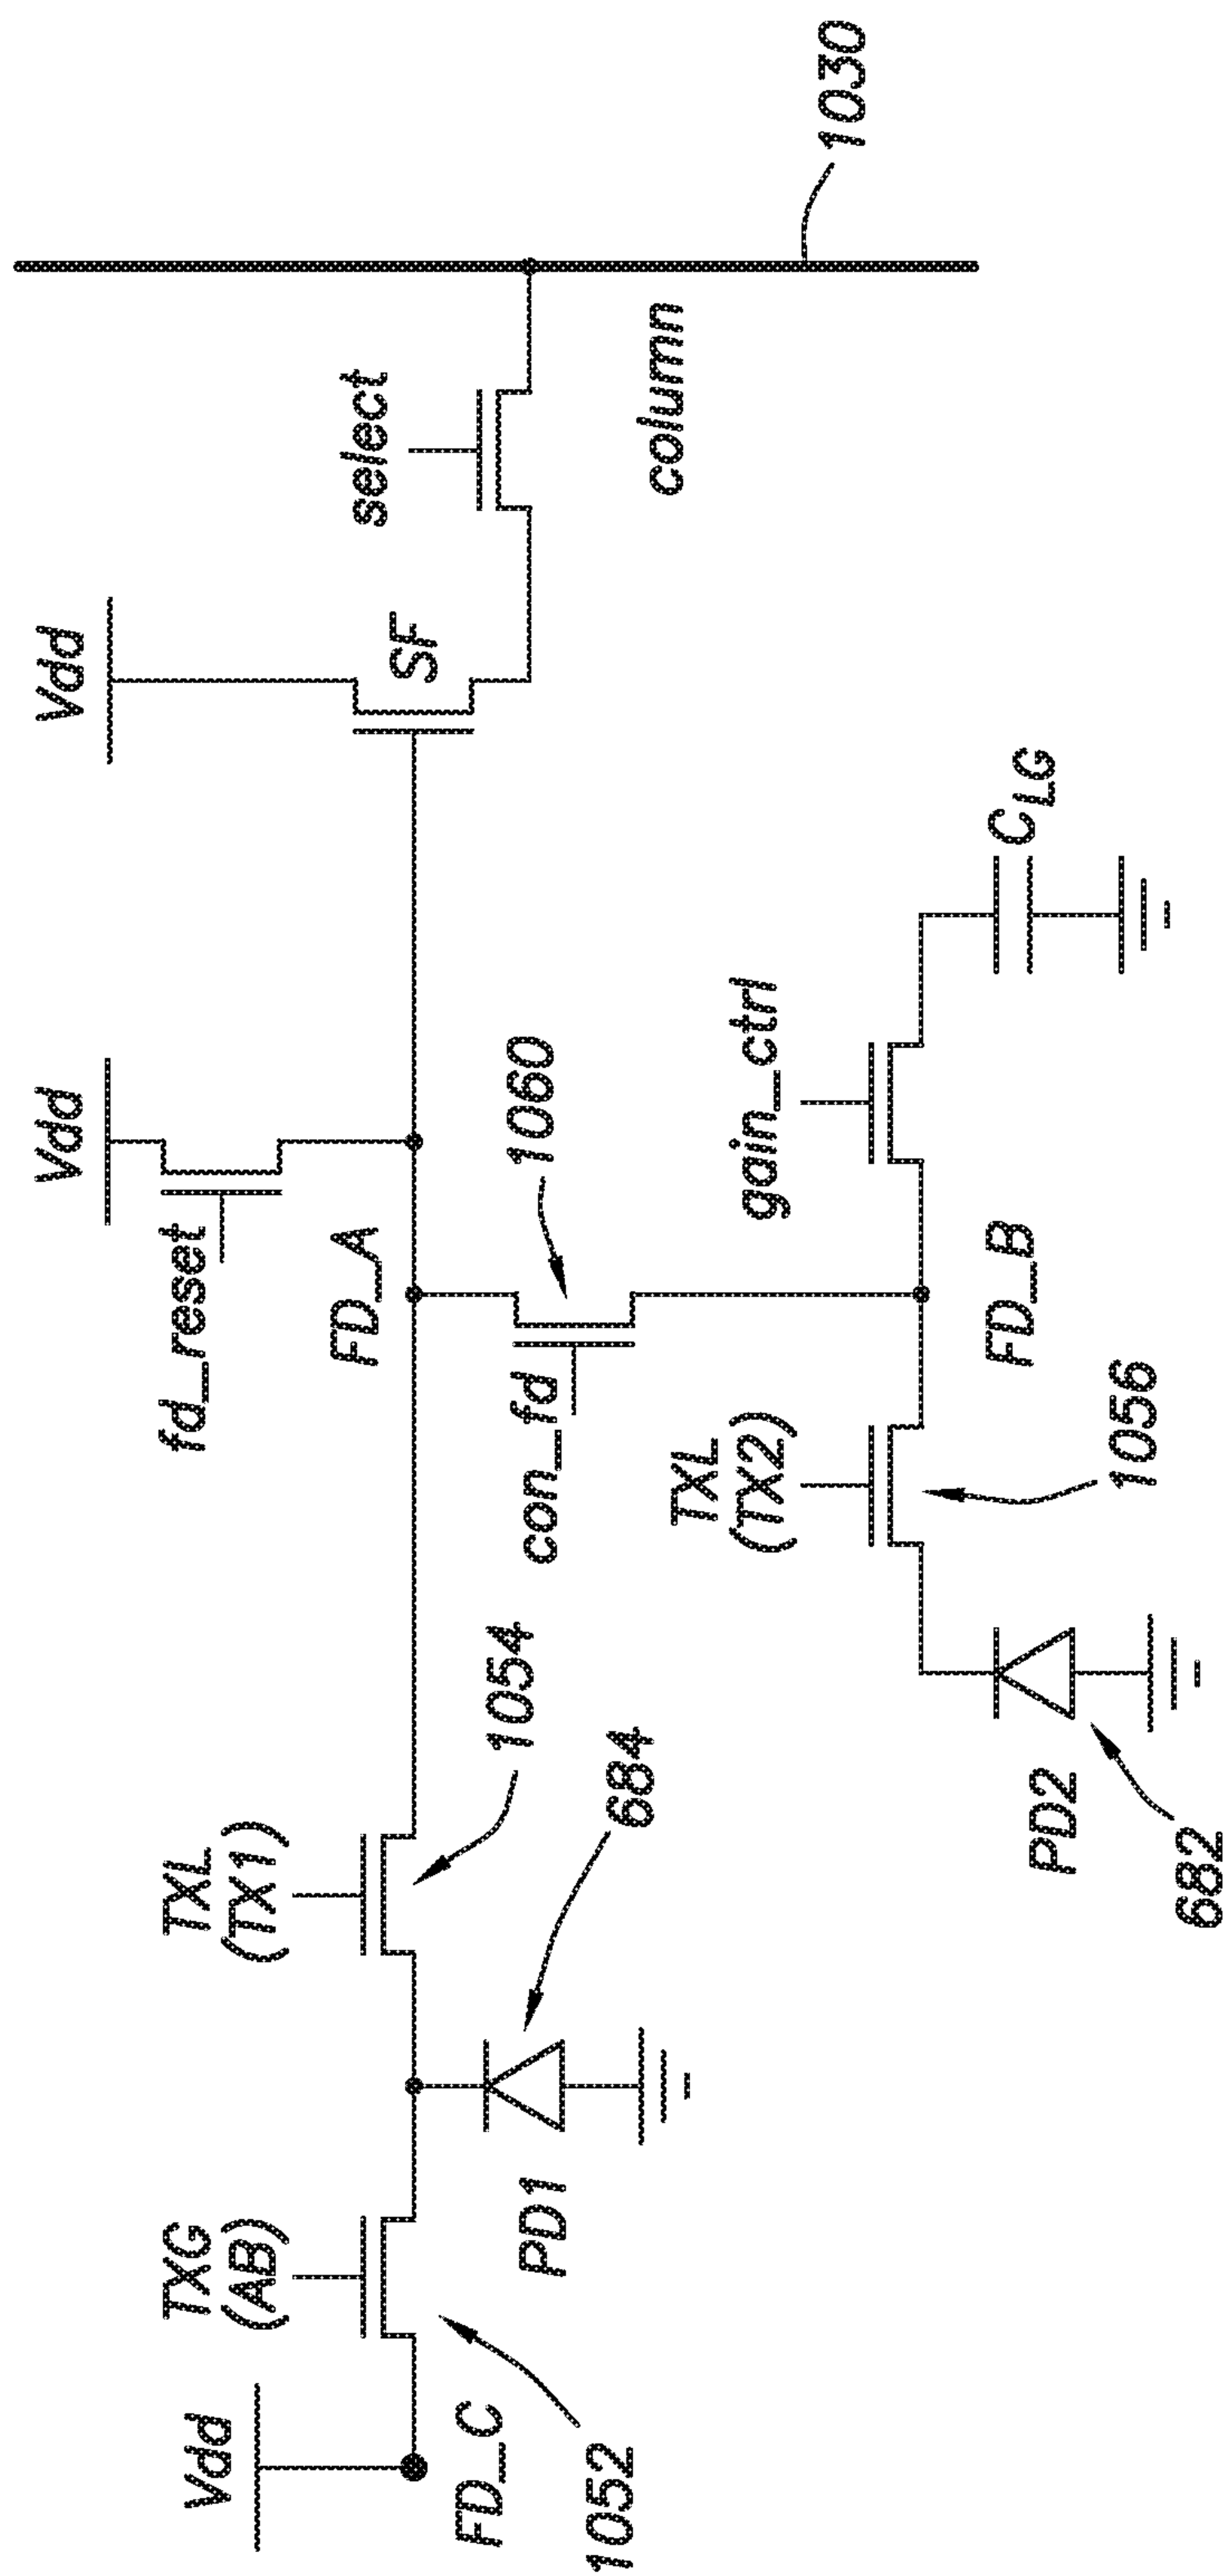 Vdd
Vdd
Vdd
fd_reset
select
SF
FD_A
TXG
(AB)
TXL
(TX1)
1054
con_fd
1060
column
1030
FD_C
1052
PD1
684
TXL
(TX2)
gain_ctrl
FD_B
CLG
1056
PD2
682